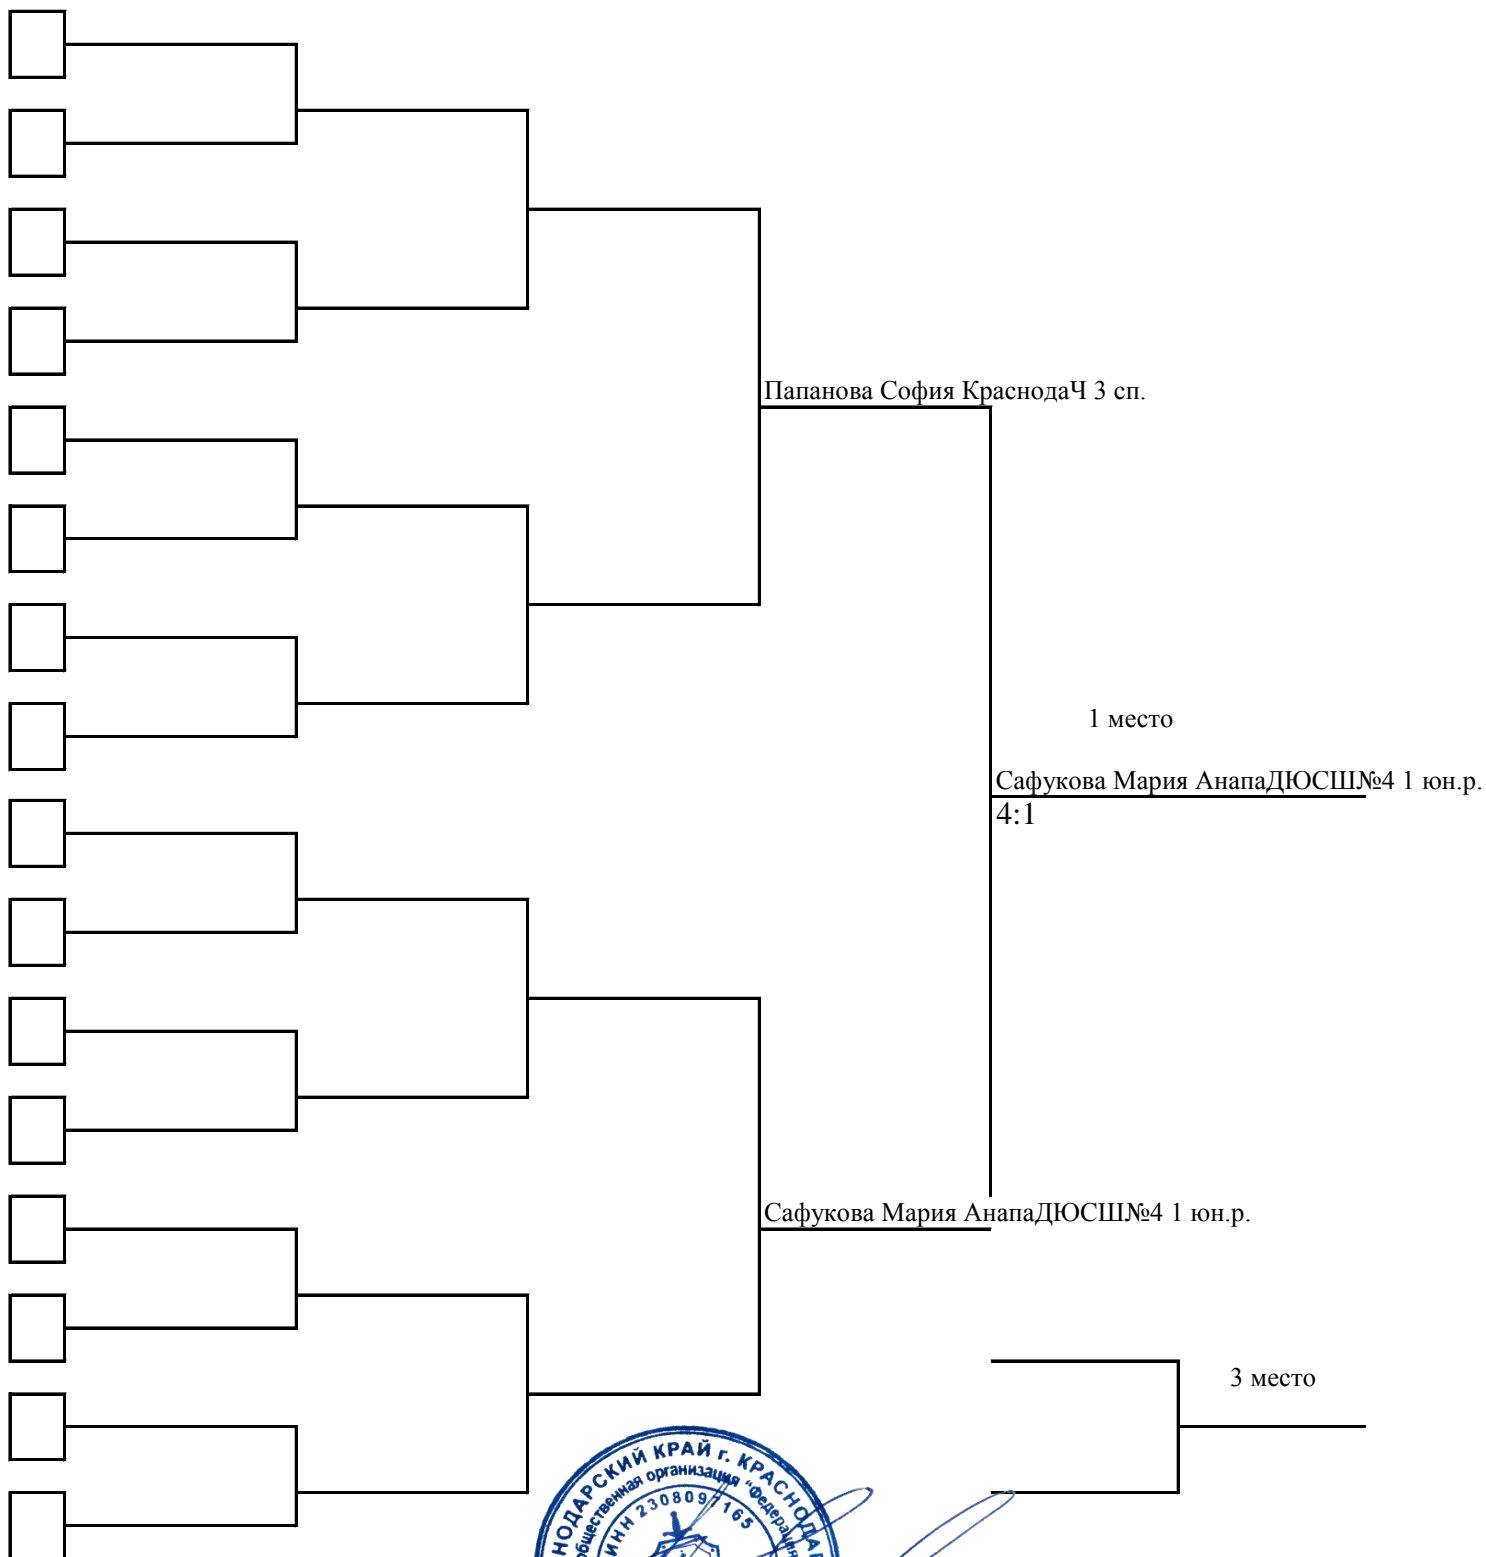 Папанова София КраснодаЧ 3 сп.
1 место
Сафукова Мария АнапаДЮСШ№4 1 юн.р.
4:1
Сафукова Мария АнапаДЮСШ№4 1 юн.р.
3 место
НОДАРСКИЙ КРАЙ г. КРАСНОДАР
общественная организация "Федерация
ИНН 2308097165